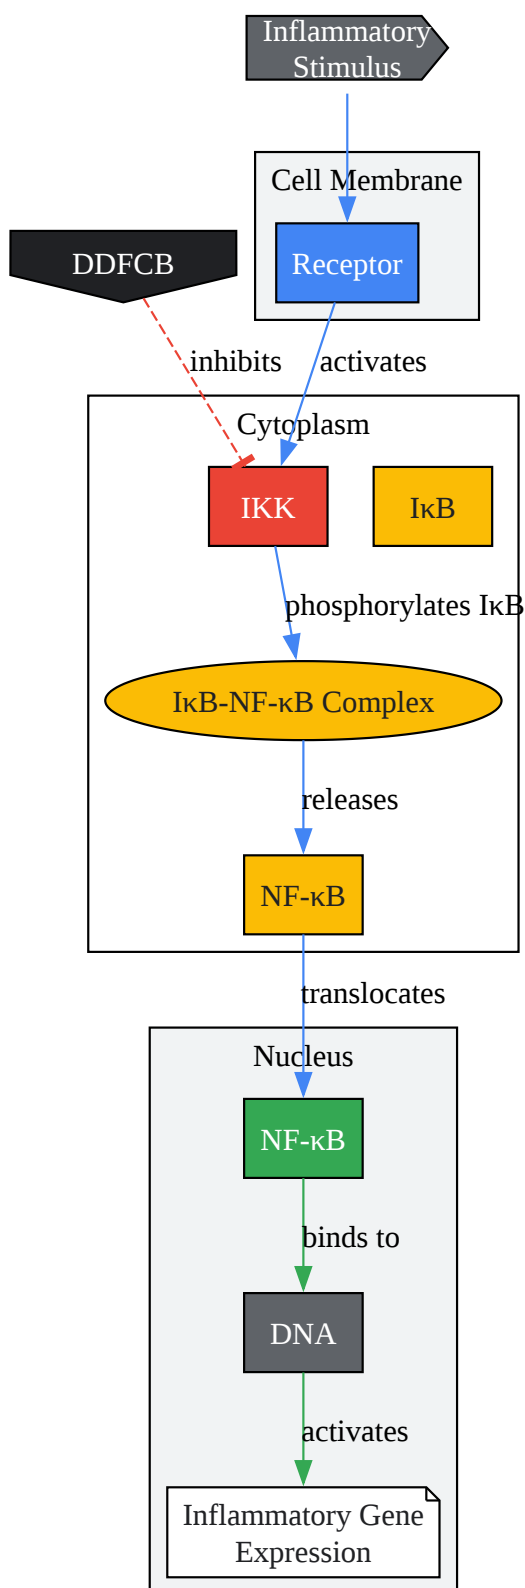 Inflammatory
Stimulus
Cell Membrane
Receptor
DDFCB
inhibits
activates
Cytoplasm
IKK
IκB
phosphorylates IκB
IκB-NF-κB Complex
releases
NF-κB
translocates
Nucleus
NF-κB
binds to
DNA
activates
Inflammatory Gene
Expression